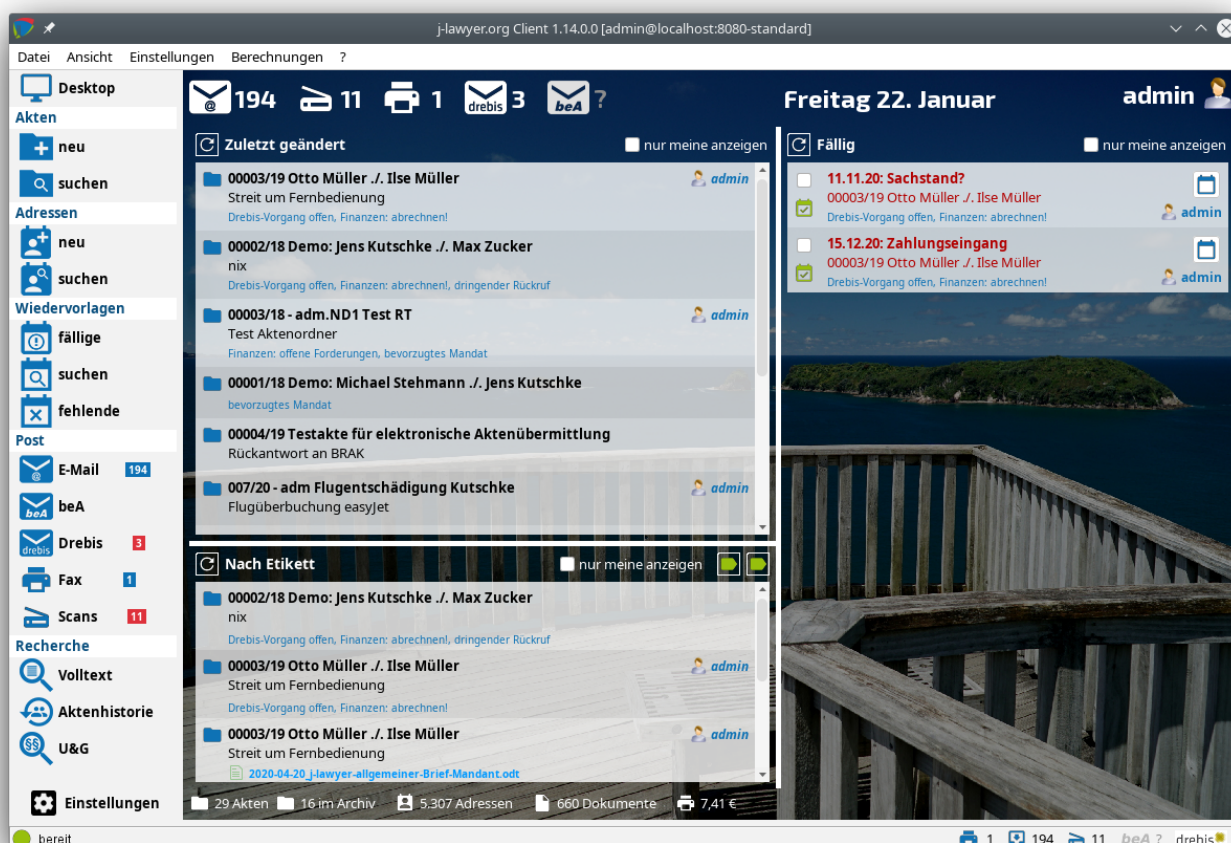 j-lawyer.org Client 1.14.0.0 [admin@localhost:8080-standard]
Datei Ansicht Einstellungen Berechnungen ?
Desktop
Akten
neu
suchen
Adressen
neu
suchen
Wiedervorlagen
fällige
suchen
fehlende
Post
@ E-Mail 194
beA beA
drebis Drebis 3
Fax 1
Scans 11
Recherche
Volltext
Aktenhistorie
§§ U&G
Einstellungen
@ 194 11 1 drebis 3 beA ?
Freitag 22. Januar
admin
Zuletzt geändert nur meine anzeigen
00003/19 Otto Müller ./. Ilse Müller admin
Streit um Fernbedienung
Drebis-Vorgang offen, Finanzen: abrechnen!
00002/18 Demo: Jens Kutschke ./. Max Zucker
nix
Drebis-Vorgang offen, Finanzen: abrechnen!, dringender Rückruf
00003/18 - adm.ND1 Test RT admin
Test Aktenordner
Finanzen: offene Forderungen, bevorzugtes Mandat
00001/18 Demo: Michael Stehmann ./. Jens Kutschke
bevorzugtes Mandat
00004/19 Testakte für elektronische Aktenübermittlung
Rückantwort an BRAK
007/20 - adm Flugentschädigung Kutschke admin
Flugüberbuchung easyJet
Nach Etikett nur meine anzeigen
00002/18 Demo: Jens Kutschke ./. Max Zucker
nix
Drebis-Vorgang offen, Finanzen: abrechnen!, dringender Rückruf
00003/19 Otto Müller ./. Ilse Müller admin
Streit um Fernbedienung
Drebis-Vorgang offen, Finanzen: abrechnen!
00003/19 Otto Müller ./. Ilse Müller admin
Streit um Fernbedienung
2020-04-20_j-lawyer-allgemeiner-Brief-Mandant.odt
29 Akten 16 im Archiv 5.307 Adressen 660 Dokumente 7,41 €
Fällig nur meine anzeigen
11.11.20: Sachstand?
00003/19 Otto Müller ./. Ilse Müller
Drebis-Vorgang offen, Finanzen: abrechnen! admin
15.12.20: Zahlungseingang
00003/19 Otto Müller ./. Ilse Müller
Drebis-Vorgang offen, Finanzen: abrechnen! admin
bereit 1 194 11 beA ? drebis